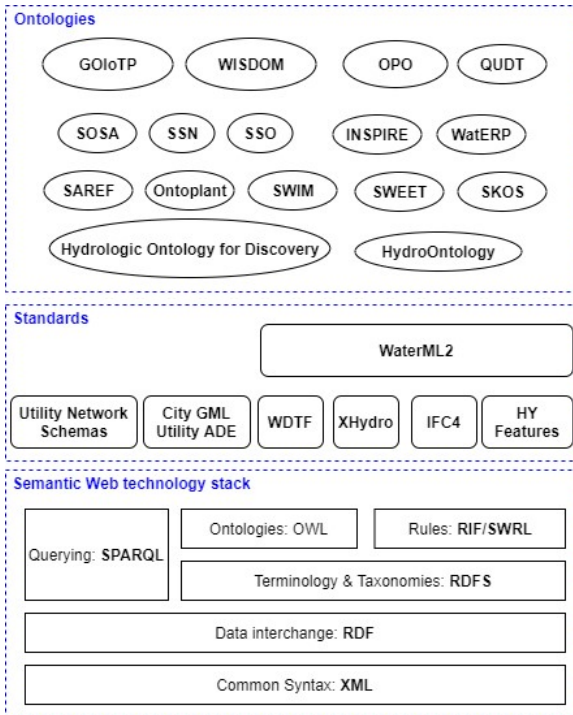 Ontologies
GOIoTP
WISDOM
OPO
QUDT
SOSA
SSN
SSO
INSPIRE
WatERP
SAREF
Ontoplant
SWIM
SWEET
SKOS
Hydrologic Ontology for Discovery
HydroOntology
Standards
WaterML2
Utility Network
Schemas
City GML
Utility ADE
WDTF
XHydro
IFC4
HY
Features
Semantic Web technology stack
Querying: SPARQL
Ontologies: OWL
Rules: RIF/SWRL
Terminology & Taxonomies: RDFS
Data interchange: RDF
Common Syntax: XML